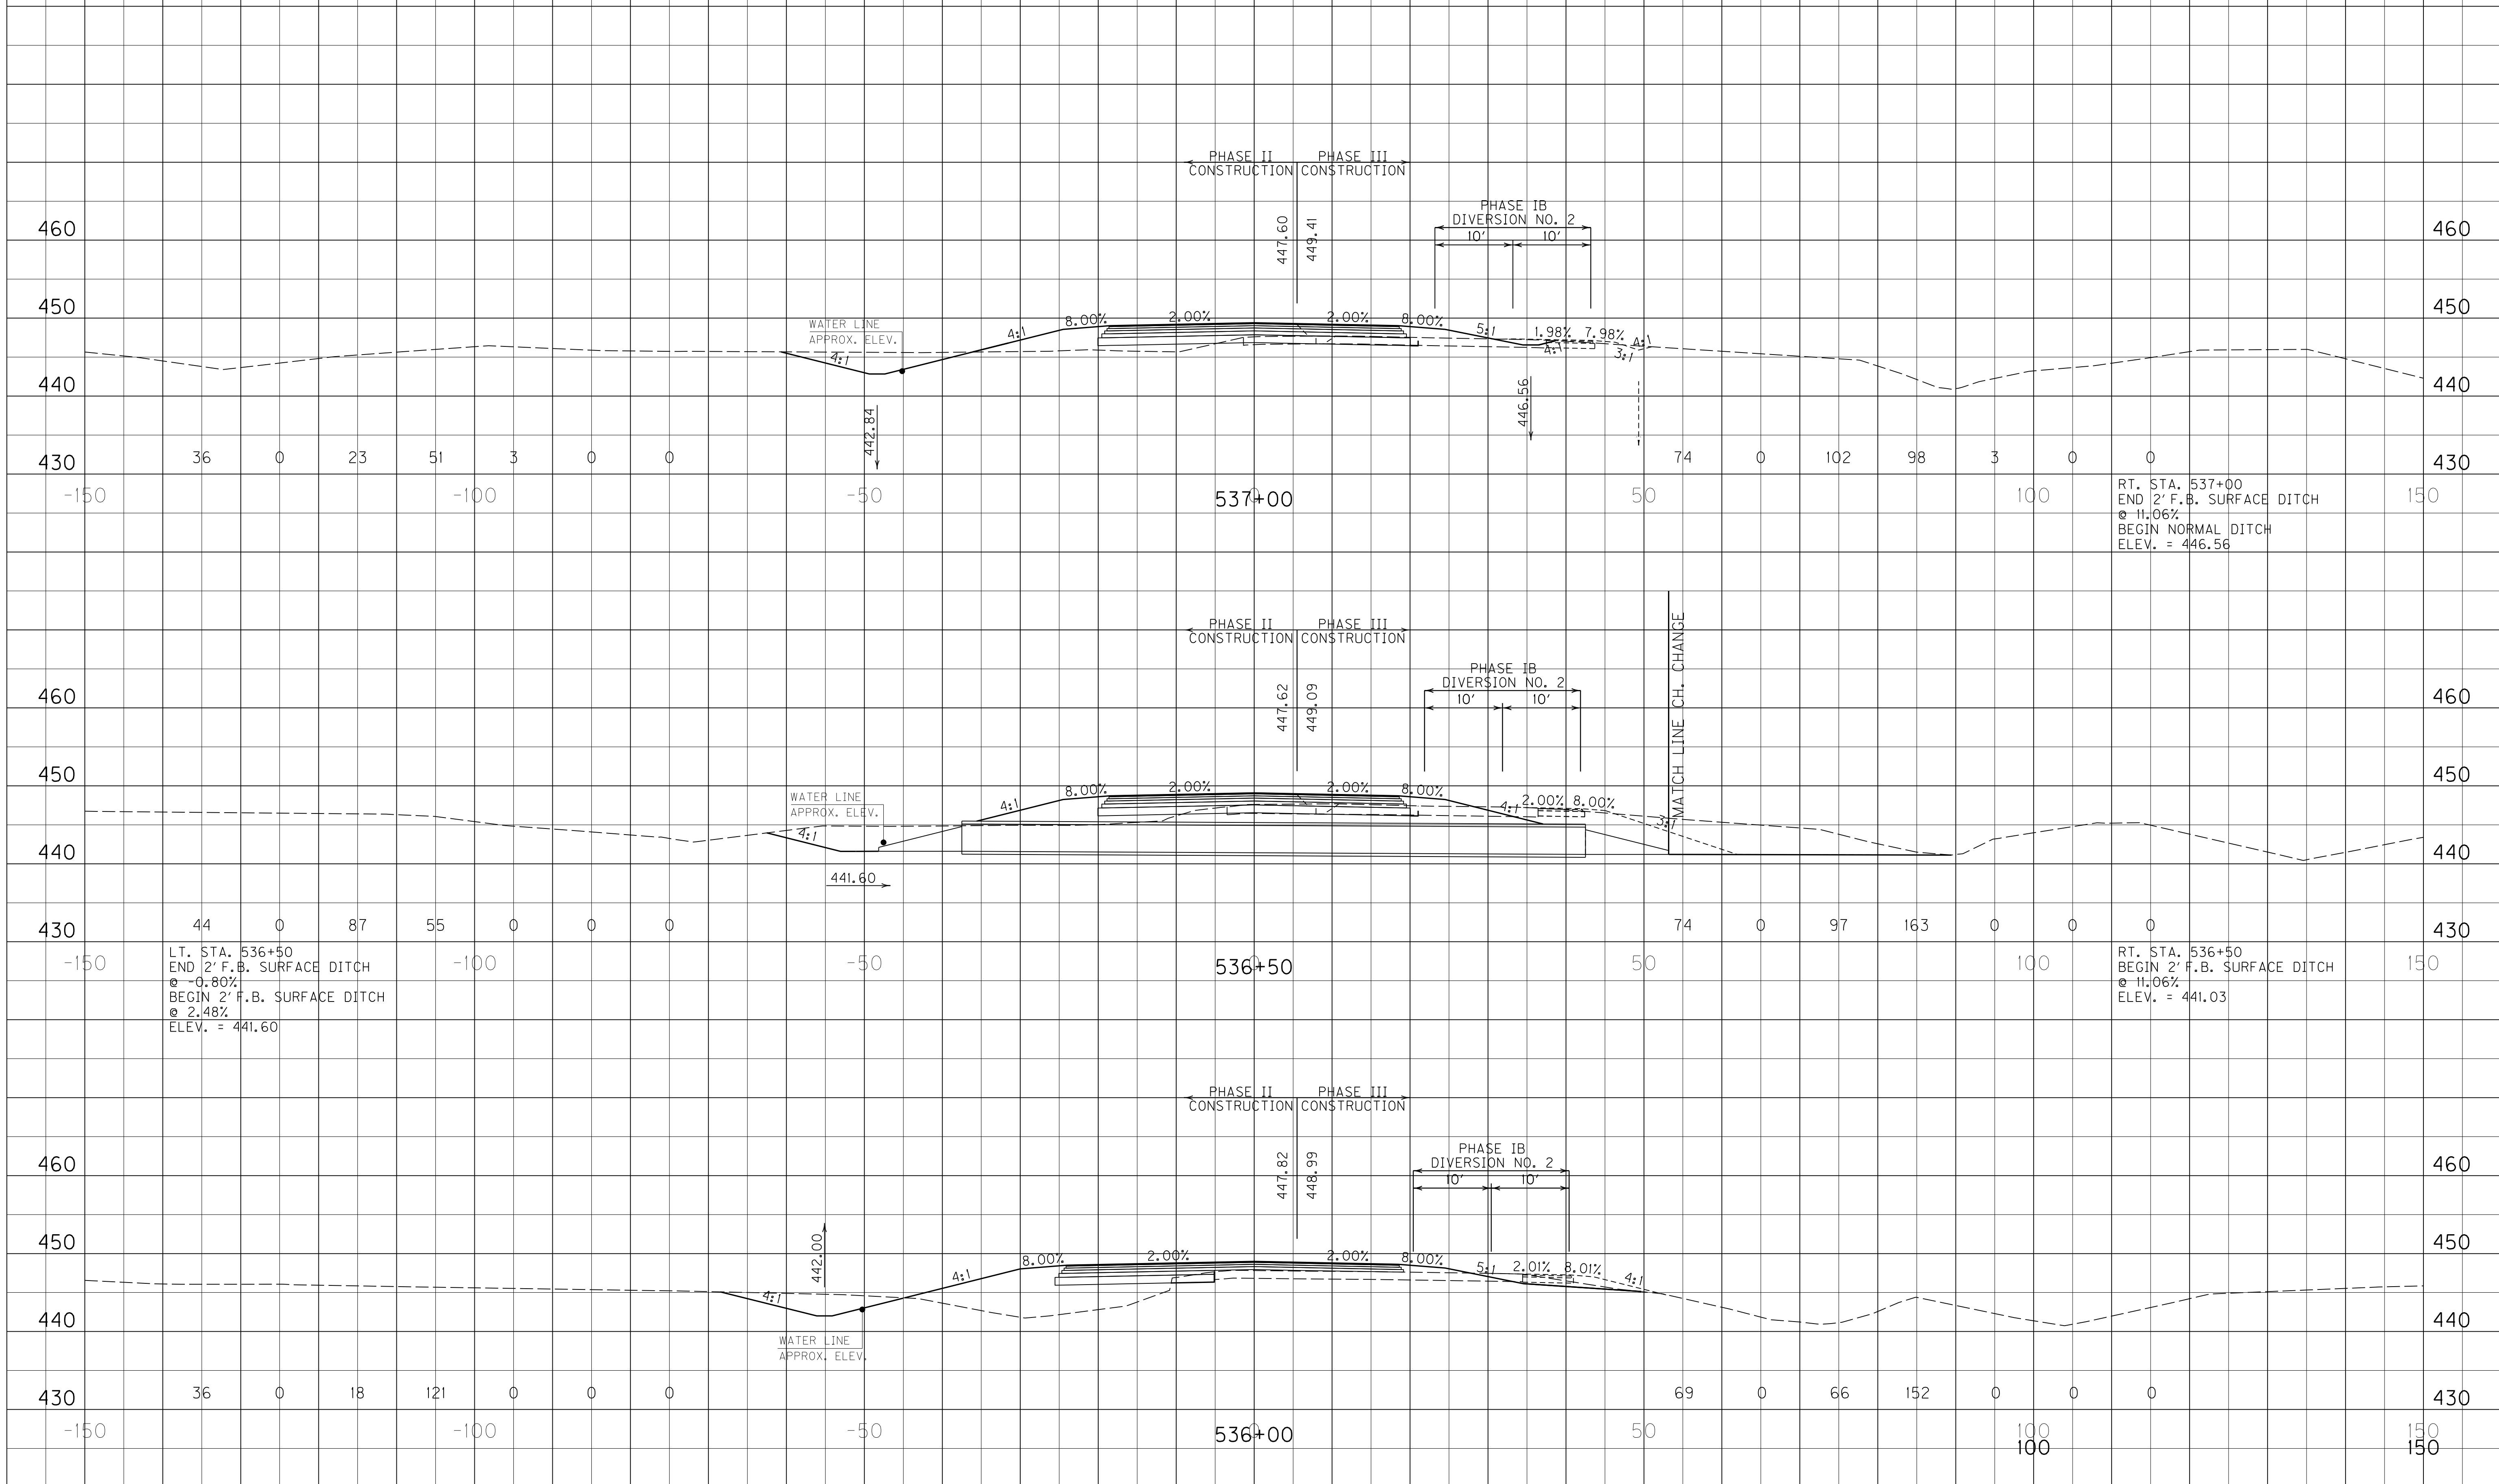 PHASE II PHASE III
CONSTRUCTION CONSTRUCTION
PHASE IB
DIVERSION NO. 2
10' 10'
447.60 449.41
460 460
450 450
WATER LINE
APPROX. ELEV.
4:1 4:1 8.00% 2.00% 2.00% 8.00% 5:1 1.98% 7.98% 4:1
4:1 3:1
440 440
442.84 446.56
36 0 23 51 3 0 0 74 0 102 98 3 0 0
430 430
-150 -100 -50 0 50 100 150
537+00
RT. STA. 537+00
END 2' F.B. SURFACE DITCH
@ 11.06%
BEGIN NORMAL DITCH
ELEV. = 446.56
PHASE II PHASE III
CONSTRUCTION CONSTRUCTION
PHASE IB
DIVERSION NO. 2
10' 10'
MATCH LINE CH. CHANGE
447.62 449.09
460 460
450 450
WATER LINE
APPROX. ELEV.
4:1 4:1 8.00% 2.00% 2.00% 8.00% 4:1 2.00% 8.00% 3:1
440 440
441.60
44 0 87 55 0 0 0 74 0 97 163 0 0 0
430 430
-150 -100 -50 0 50 100 150
536+50
LT. STA. 536+50
END 2' F.B. SURFACE DITCH
@ -0.80%
BEGIN 2' F.B. SURFACE DITCH
@ 2.48%
ELEV. = 441.60
RT. STA. 536+50
BEGIN 2' F.B. SURFACE DITCH
@ 11.06%
ELEV. = 441.03
PHASE II PHASE III
CONSTRUCTION CONSTRUCTION
PHASE IB
DIVERSION NO. 2
10' 10'
447.82 448.99
460 460
450 450
442.00
4:1 4:1 8.00% 2.00% 2.00% 8.00% 5:1 2.01% 8.01% 4:1
440 440
WATER LINE
APPROX. ELEV.
36 0 18 121 0 0 0 69 0 66 152 0 0 0
430 430
-150 -100 -50 0 50 100 150
536+00
100 150